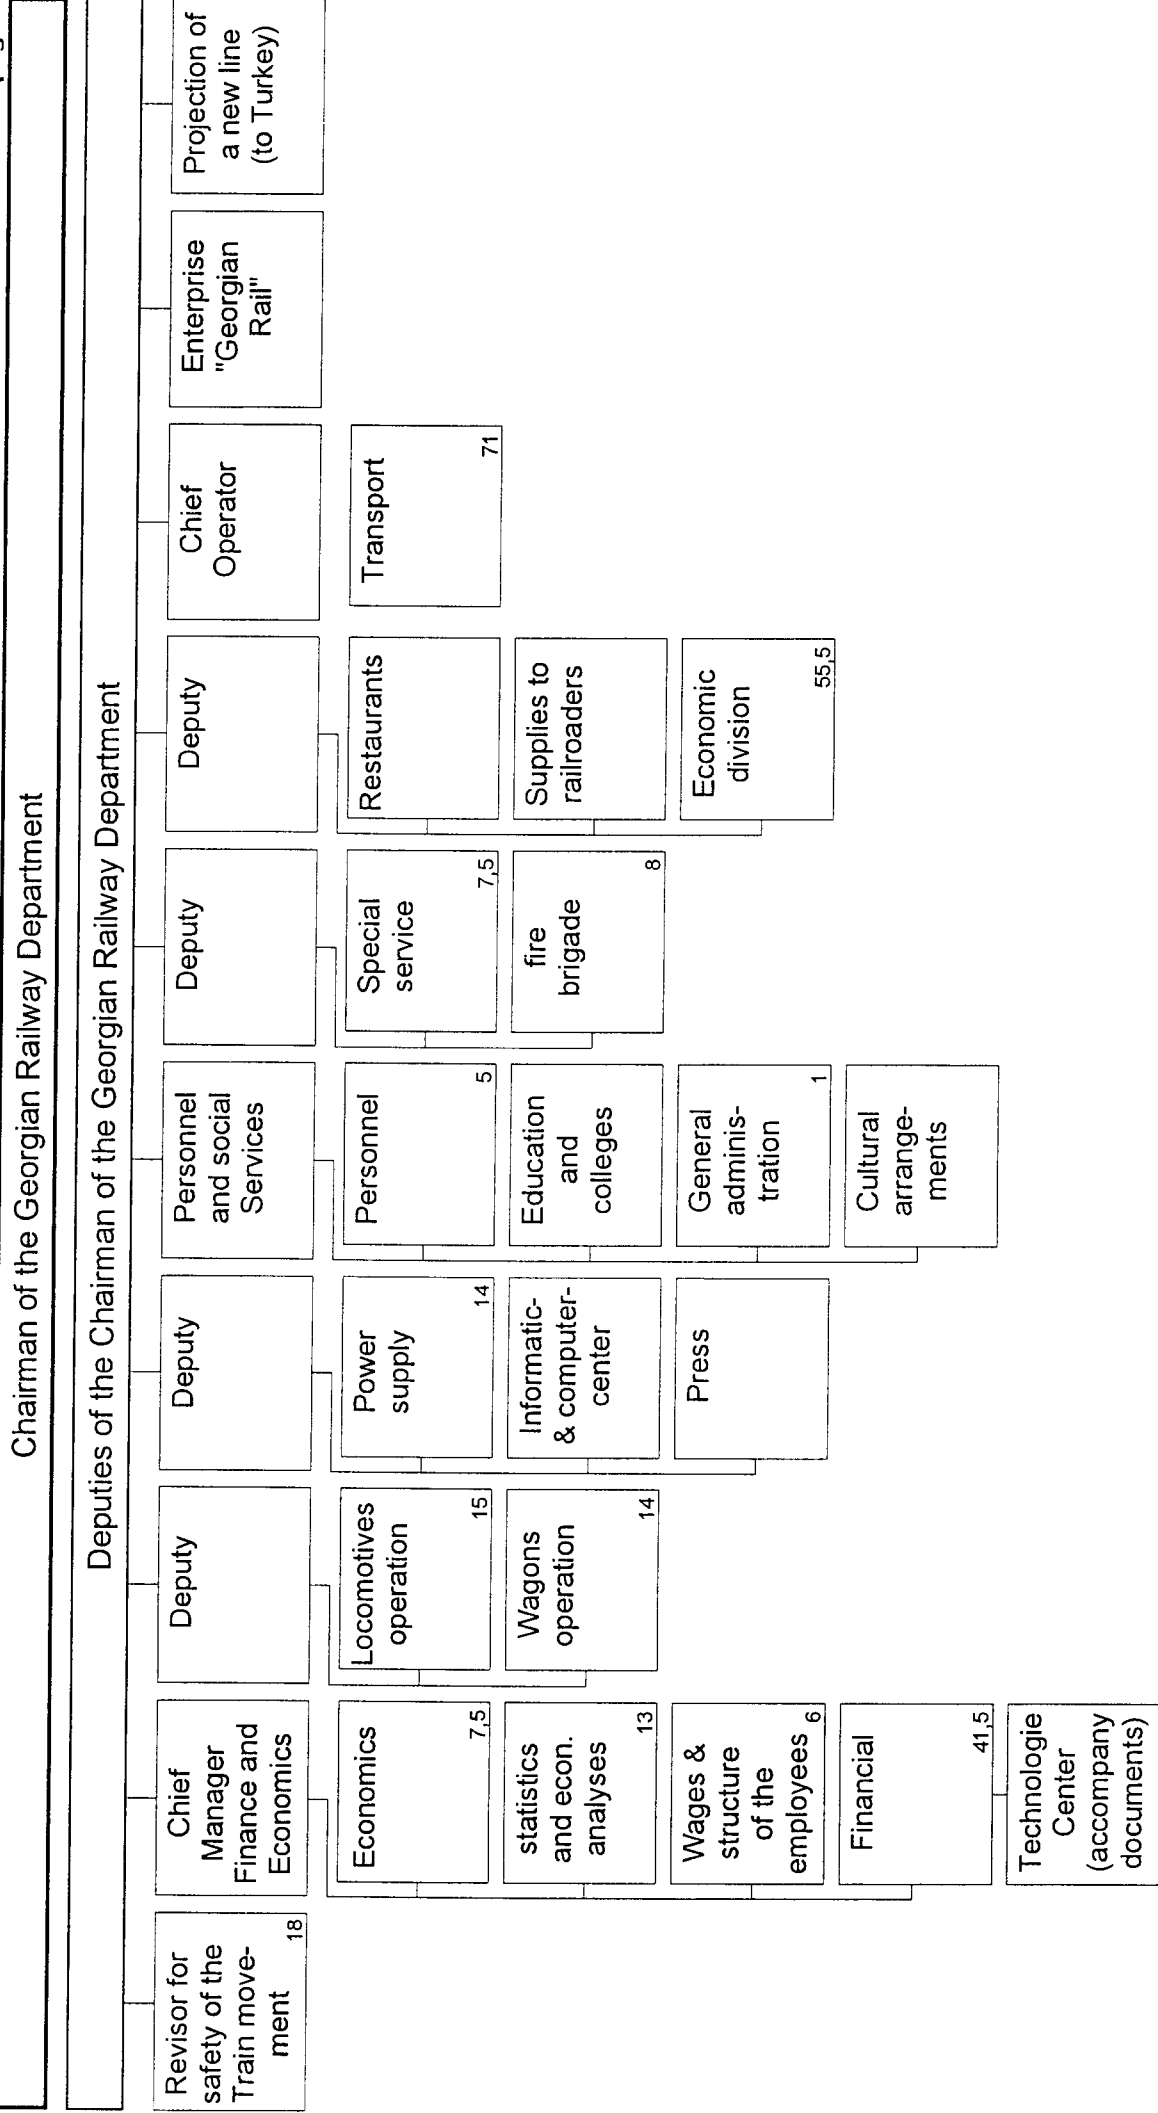 Chairman of the Georgian Railway Department
Deputies of the Chairman of the Georgian Railway Department
Revisor for
safety of the
Train move-
ment
18
Chief
Manager
Finance and
Economics
Economics
7,5
statistics
and econ.
analyses
13
Wages &
structure
of the
employees
6
Financial
41,5
Technologie
Center
(accompany
documents)
Deputy
Locomotives
operation
15
Wagons
operation
14
Deputy
Power
supply
14
Informatic-
& computer-
center
Press
Personnel
and social
Services
Personnel
5
Education
and
colleges
General
adminis-
tration
1
Cultural
arrange-
ments
Deputy
Special
service
7,5
fire
brigade
8
Deputy
Restaurants
Supplies to
railroaders
Economic
division
55,5
Chief
Operator
Transport
71
Enterprise
"Georgian
Rail"
Projection of
a new line
(to Turkey)